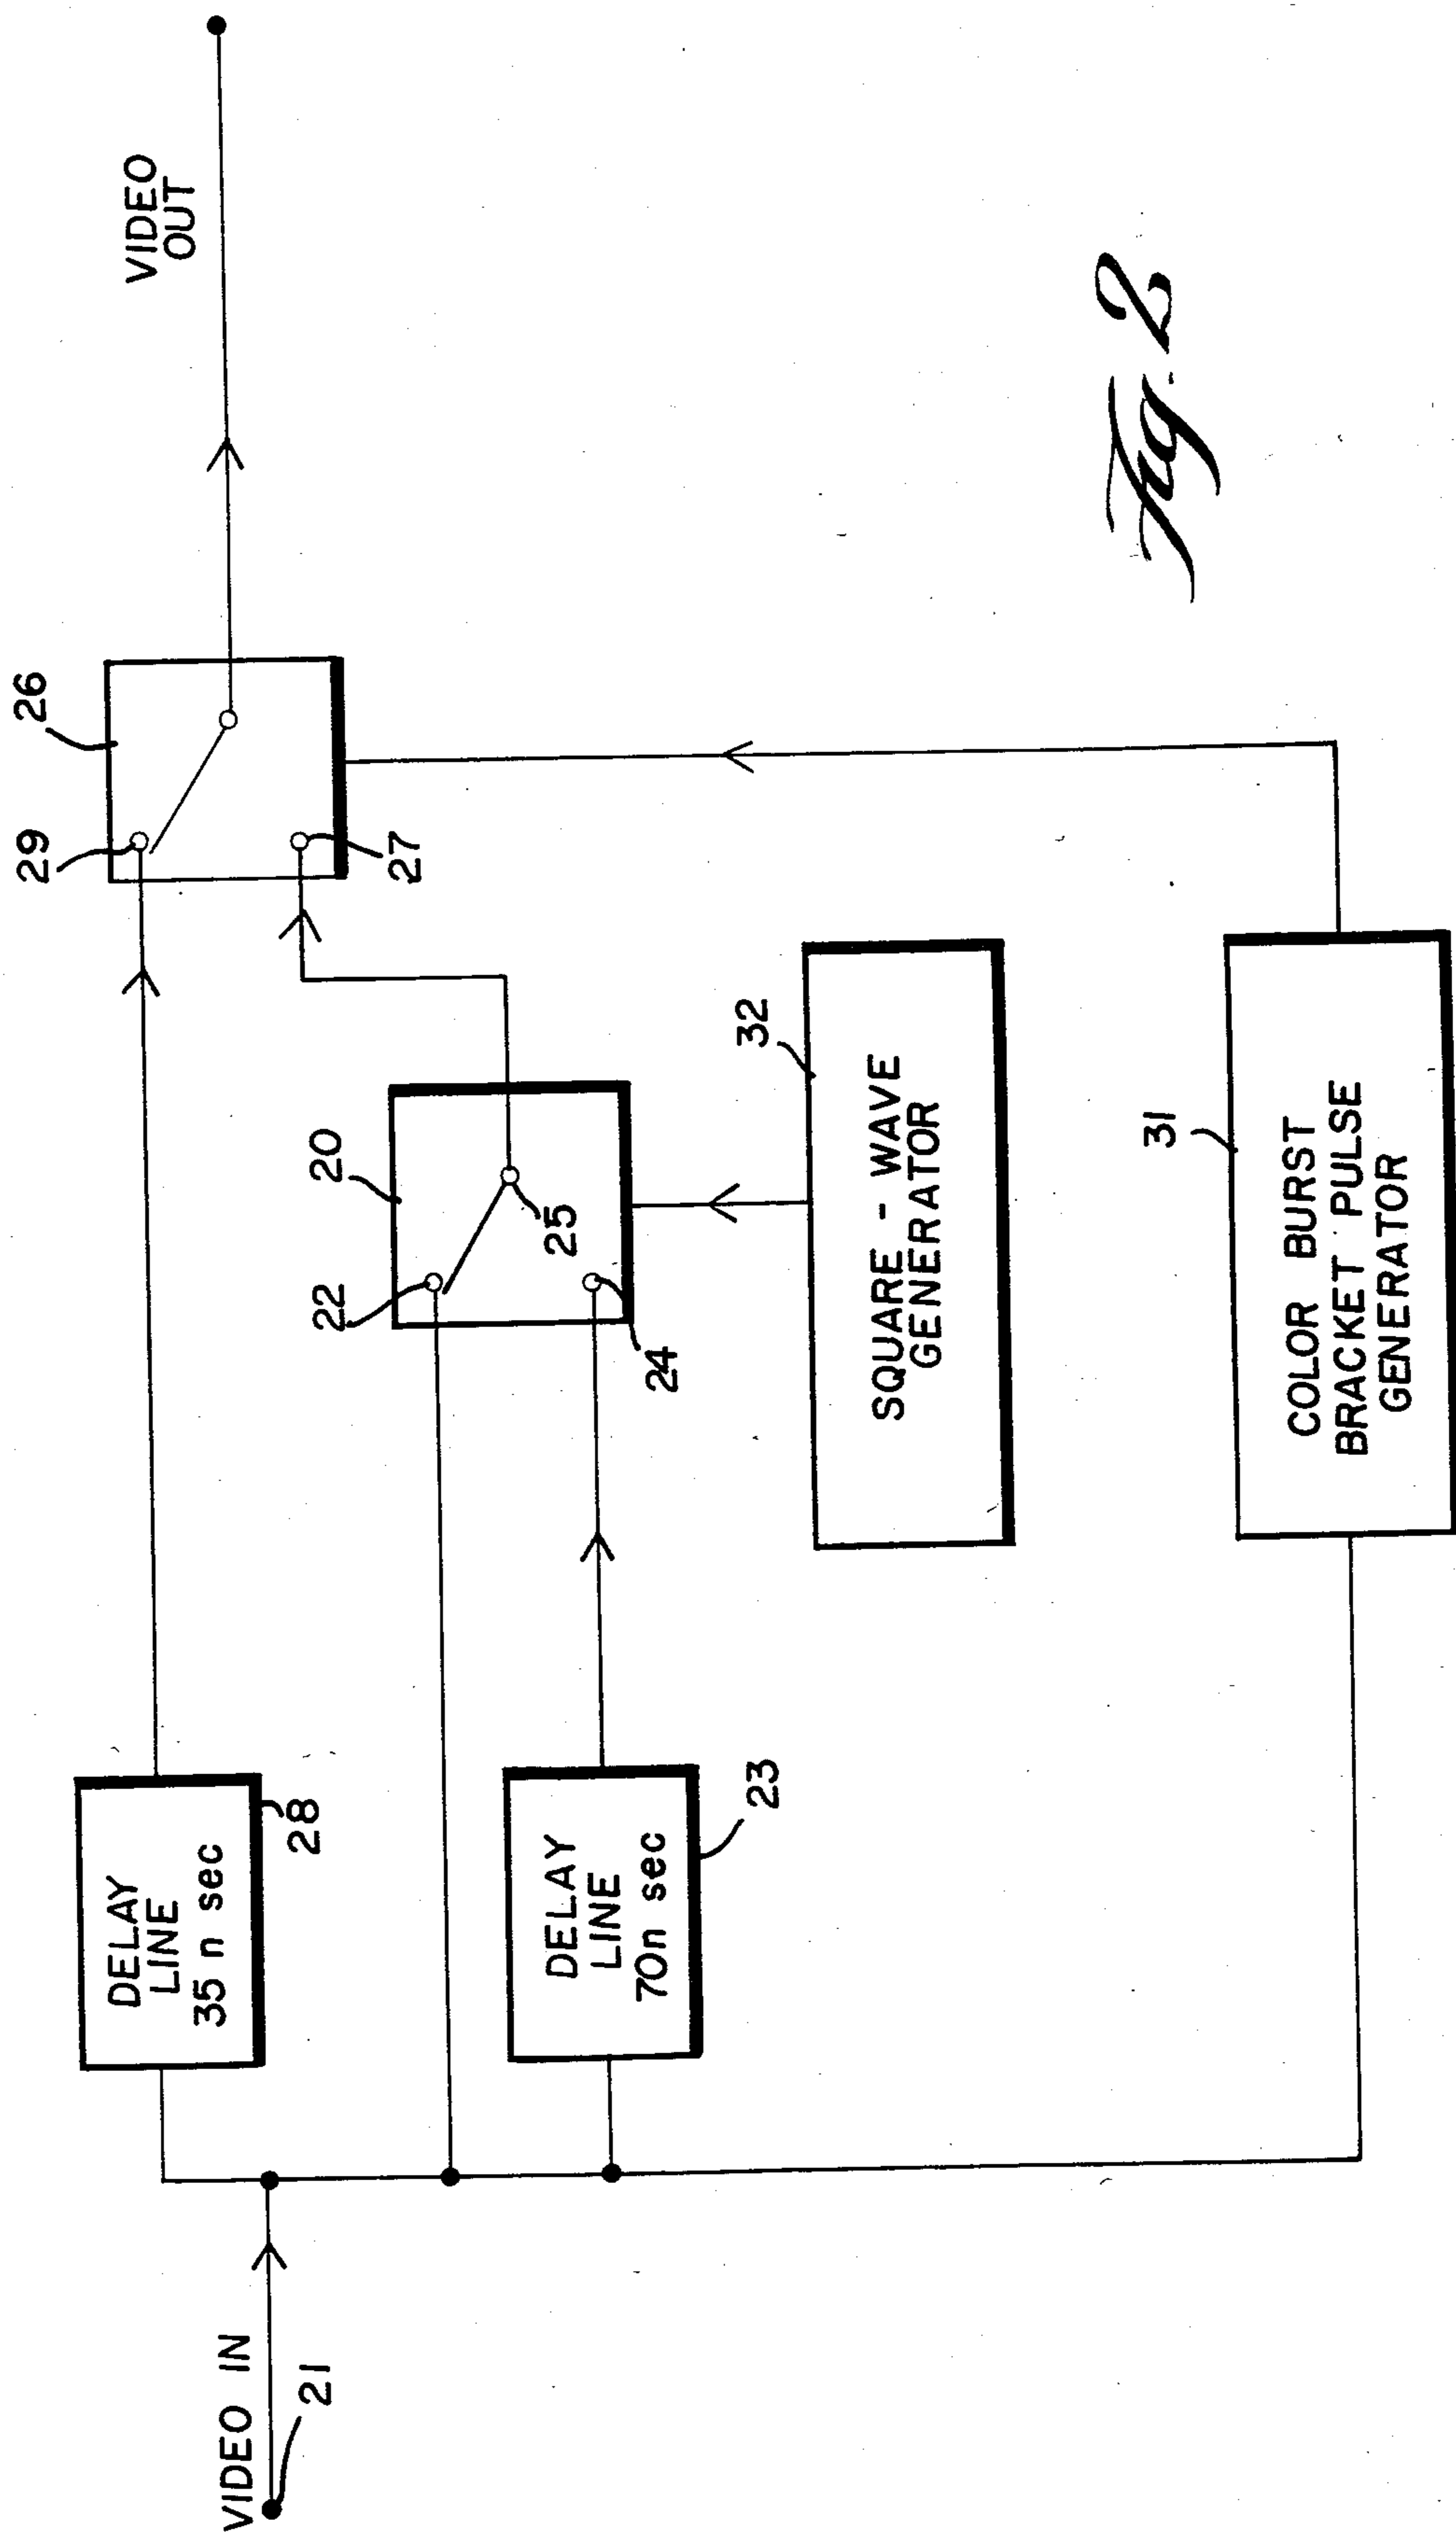 VIDEO IN
21
DELAY
LINE
35 n sec
28
DELAY
LINE
70n sec
23
22
20
25
24
29
26
27
VIDEO
OUT
SQUARE - WAVE
GENERATOR
32
COLOR BURST
BRACKET PULSE
GENERATOR
31
Fig. 2